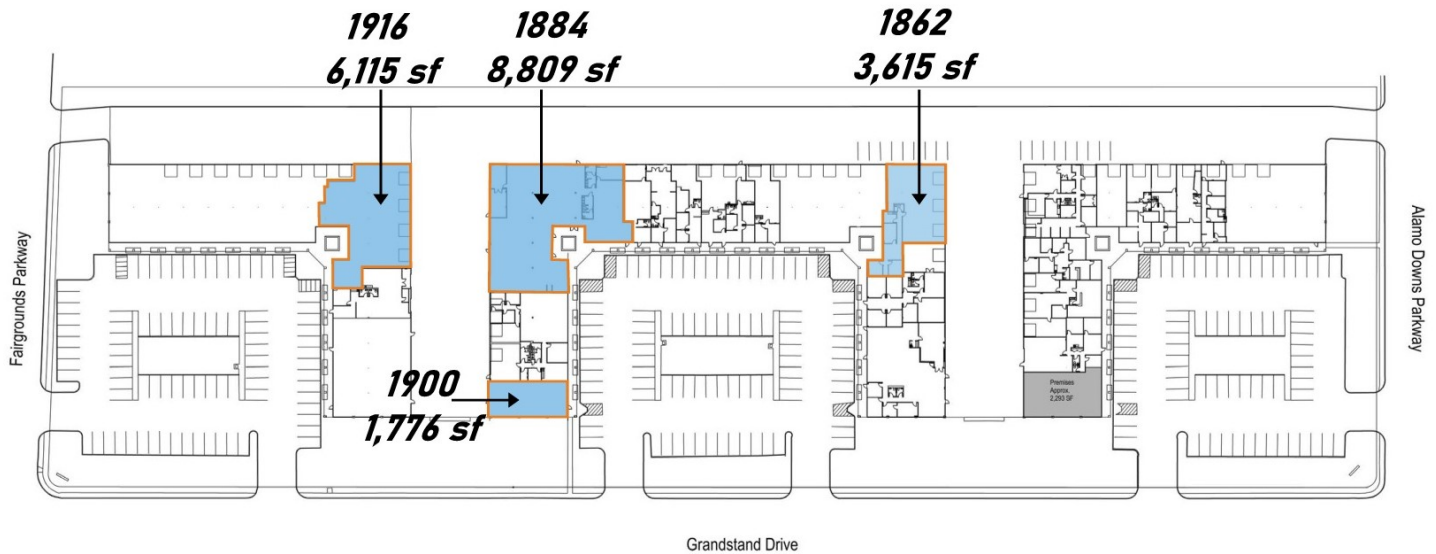 1916
6,115 sf
1884
8,809 sf
1862
3,615 sf
Fairgrounds Parkway
Alamo Downs Parkway
1900
1,776 sf
Premises
Approx.
2,293 SF
Grandstand Drive